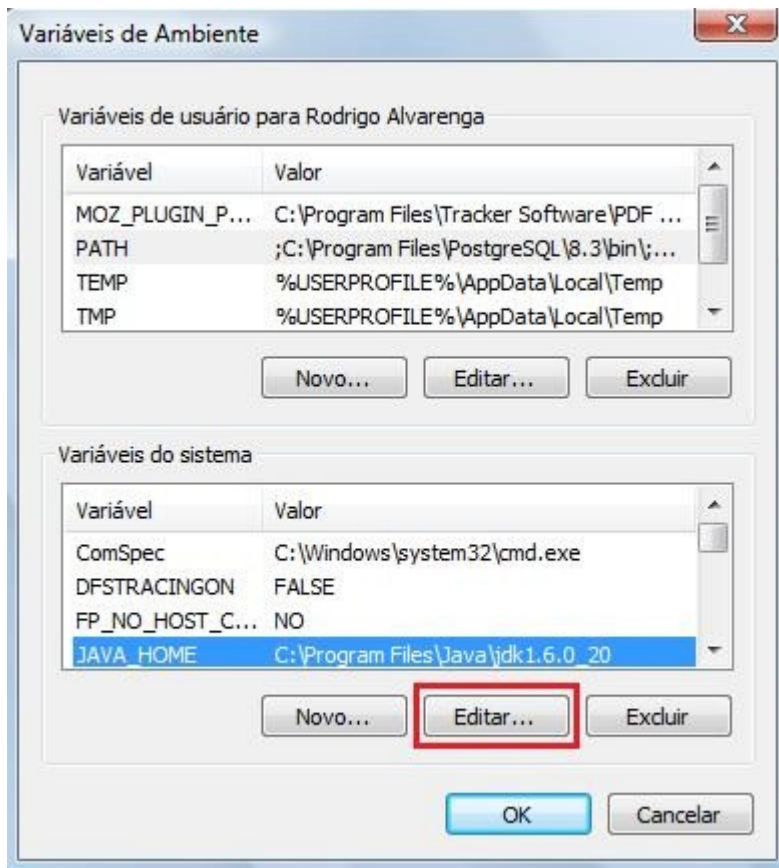 Variáveis de Ambiente
Variáveis de usuário para Rodrigo Alvarenga
Variável Valor
MOZ_PLUGIN_P... C:\Program Files\Tracker Software\PDF ...
PATH ;C:\Program Files\PostgreSQL\8.3\bin\;...
TEMP %USERPROFILE%\AppData\Local\Temp
TMP %USERPROFILE%\AppData\Local\Temp
Novo... Editar... Excluir
Variáveis do sistema
Variável Valor
ComSpec C:\Windows\system32\cmd.exe
DFSTRACINGON FALSE
FP_NO_HOST_C... NO
JAVA_HOME C:\Program Files\Java\jdk1.6.0_20
Novo... Editar... Excluir
OK Cancelar